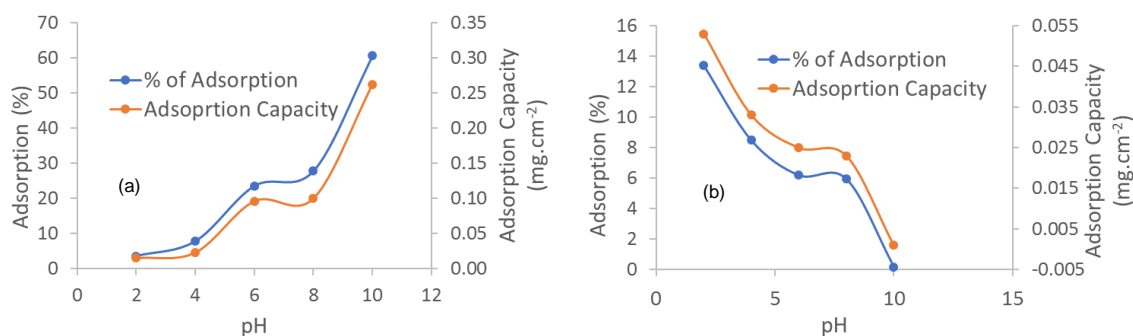 70
60
50
40
30
20
10
0
Adsorption (%)
0.35
0.30
0.25
0.20
0.15
0.10
0.05
0.00
Adsorption Capacity
(mg.cm-2)
% of Adsorption
Adsoprtion Capacity
(a)
0 2 4 6 8 10 12
pH
16
14
12
10
8
6
4
2
0
Adsorption (%)
0.055
0.045
0.035
0.025
0.015
0.005
-0.005
Adsorption Capacity
(mg.cm-2)
% of Adsorption
Adsoprtion Capacity
(b)
0 5 10 15
pH